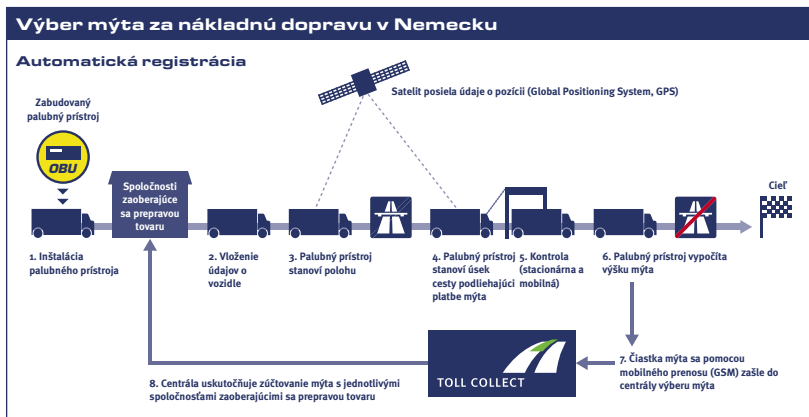 Výber mýta za nákladnú dopravu v Nemecku
Automatická registrácia
Zabudovaný
palubný prístroj
OBU
Satelit posiela údaje o pozícii (Global Positioning System, GPS)
Spoločnosti
zaoberajúce
sa prepravou
tovaru
Cieľ
1. Inštalácia
palubného prístroja
2. Vloženie
údajov o
vozidle
3. Palubný prístroj
stanoví polohu
4. Palubný prístroj
stanoví úsek
cesty podliehajúci
platbe mýta
5. Kontrola
(stacionárna a
mobilná)
6. Palubný prístroj vypočíta
výšku mýta
7. Čiastka mýta sa pomocou
mobilného prenosu (GSM) zašle do
centrály výberu mýta
TOLL COLLECT
8. Centrála uskutočňuje zúčtovanie mýta s jednotlivými
spoločnosťami zaoberajúcimi sa prepravou tovaru